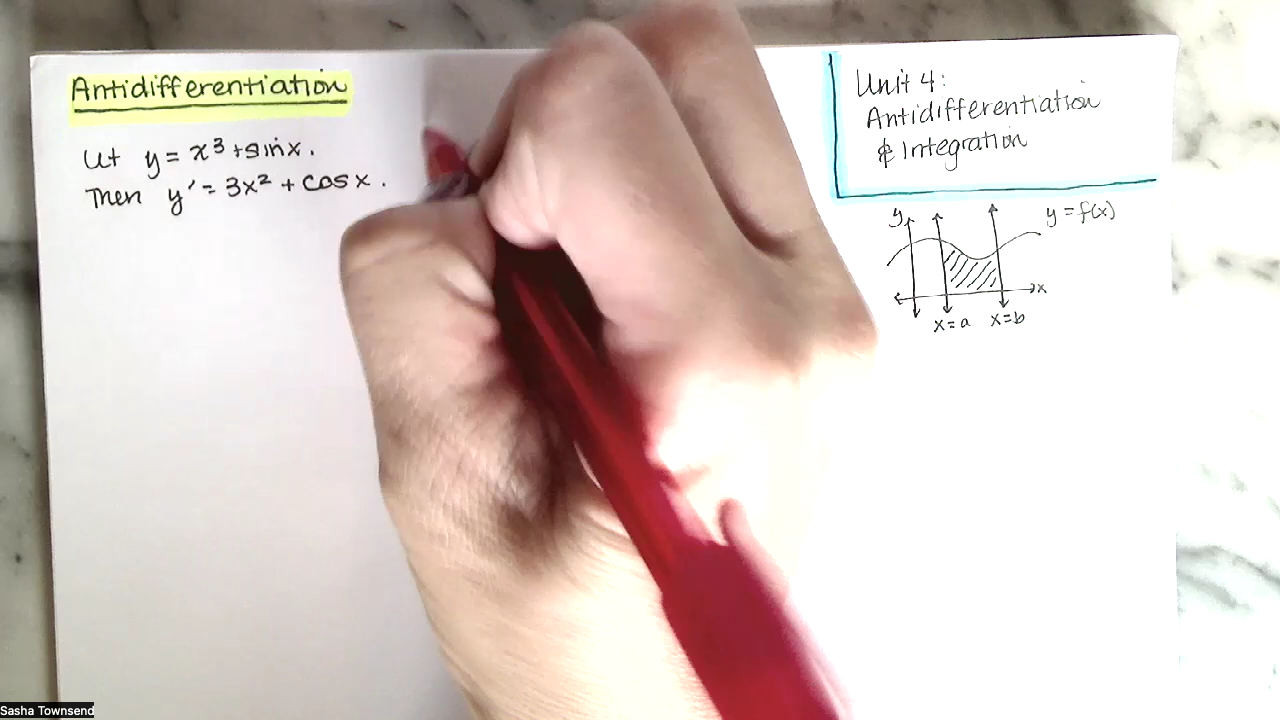 Antidifferentiation
Let y = x³ + sin x.
Then y' = 3x² + cos x.
Unit 4:
Antidifferentiation
& Integration
y
y = f(x)
x
x = a x = b
Sasha Townsend